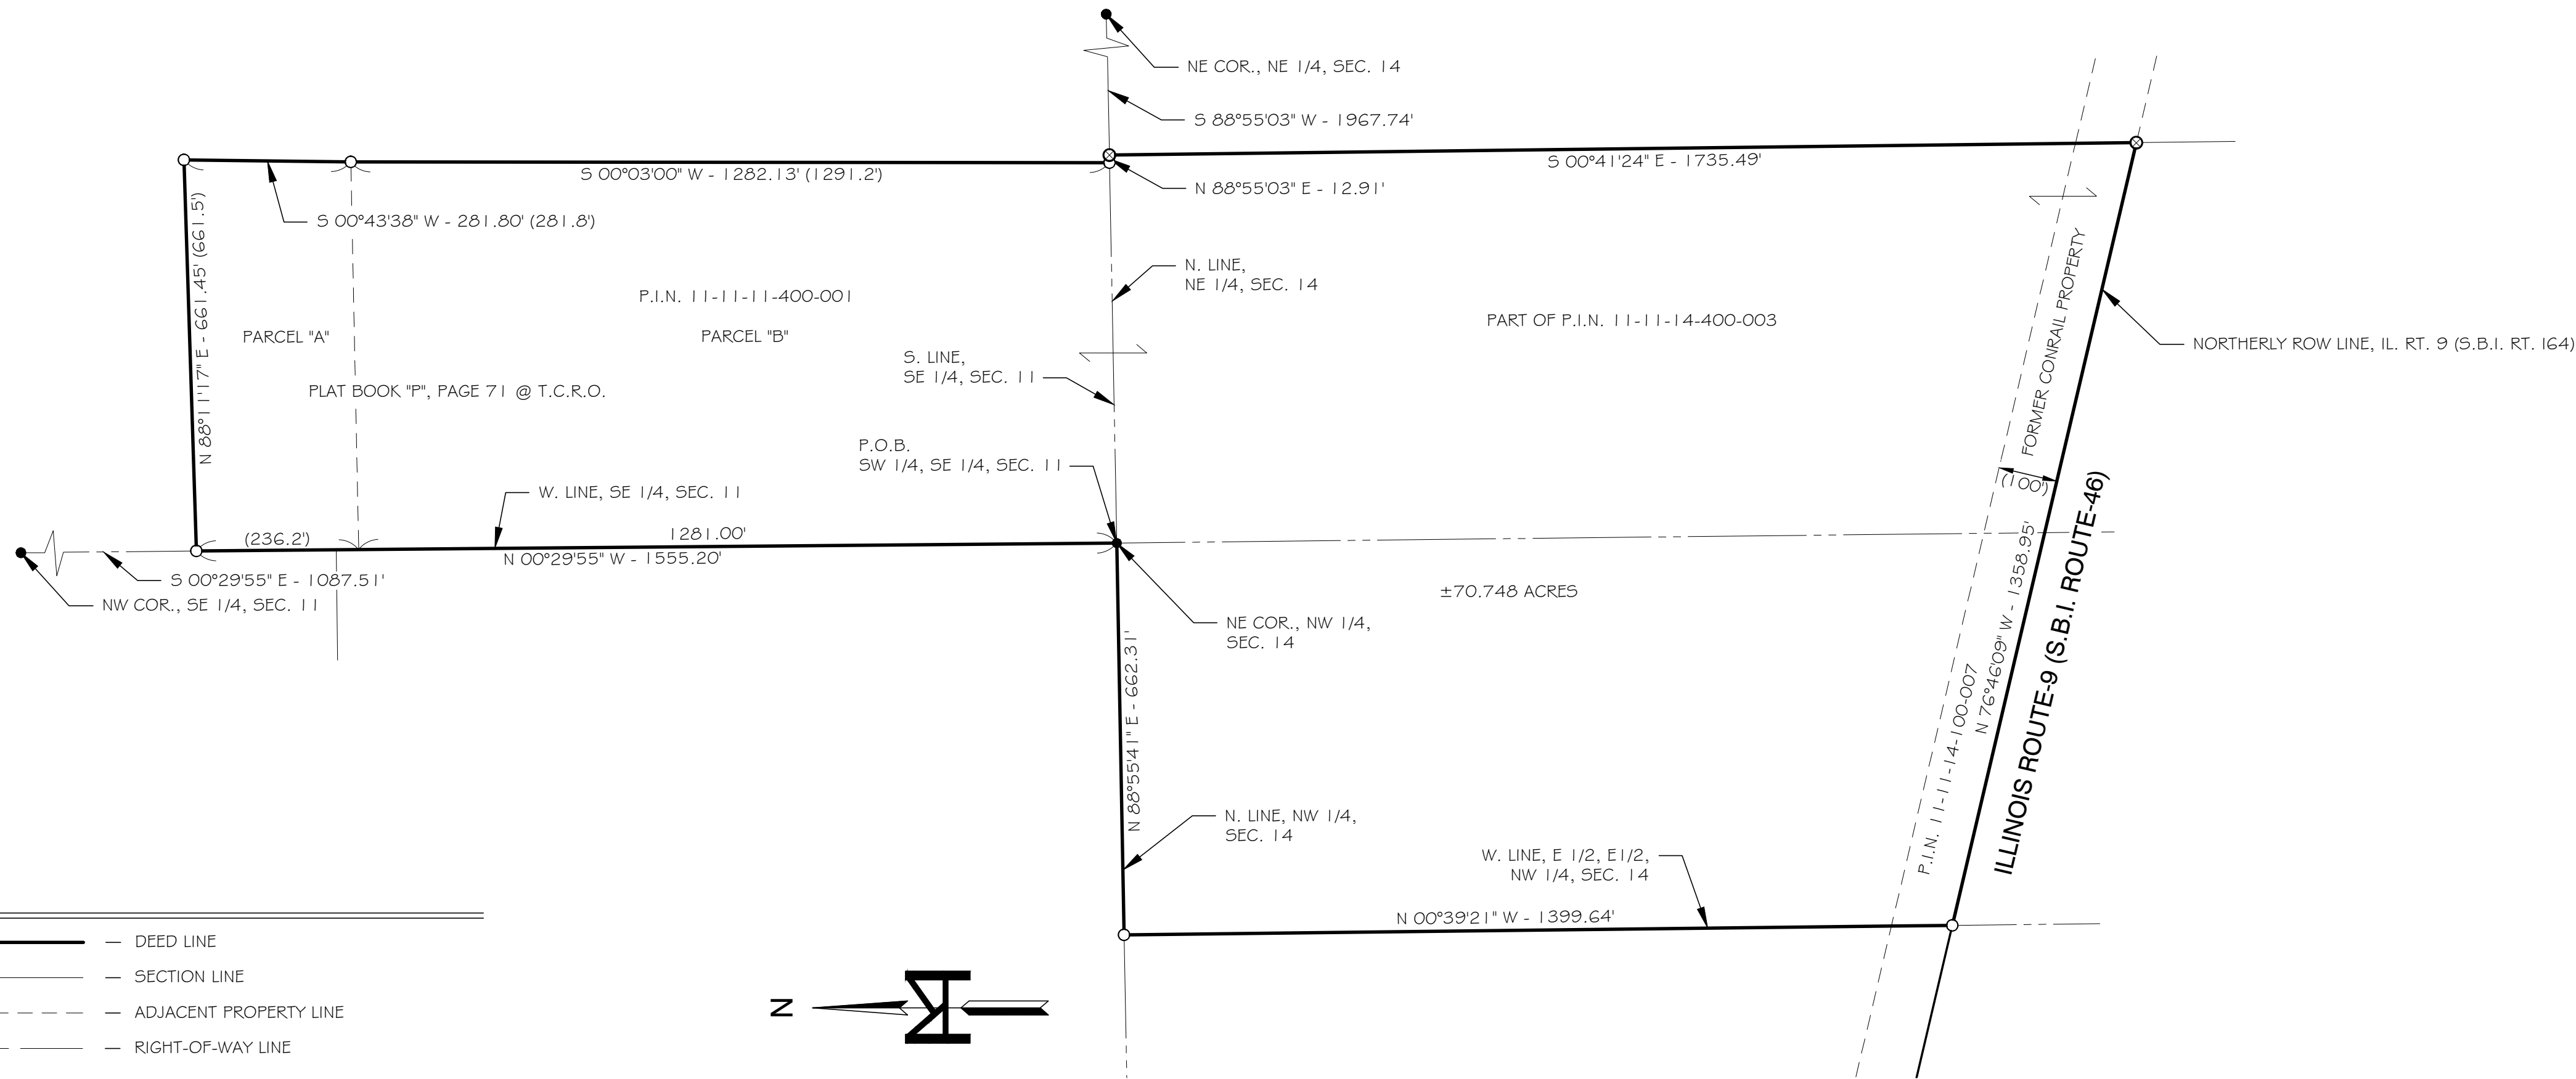 NE COR., NE 1/4, SEC. 14
S 88°55'03" W - 1967.74'
S 00°41'24" E - 1735.49'
S 00°03'00" W - 1282.13' (1291.2')
N 88°55'03" E - 12.91'
S 00°43'38" W - 281.80' (281.8')
N 88°11'17" E - 661.45' (661.5')
N. LINE,
NE 1/4, SEC. 14
P.I.N. 11-11-11-400-001
PARCEL "A"
PARCEL "B"
PART OF P.I.N. 11-11-14-400-003
FORMER CONRAIL PROPERTY
NORTHERLY ROW LINE, IL. RT. 9 (S.B.I. RT. 164)
S. LINE,
SE 1/4, SEC. 11
PLAT BOOK "P", PAGE 71 @ T.C.R.O.
P.O.B.
SW 1/4, SE 1/4, SEC. 11
W. LINE, SE 1/4, SEC. 11
(100')
(236.2')
1281.00'
N 00°29'55" W - 1555.20'
S 00°29'55" E - 1087.51'
NW COR., SE 1/4, SEC. 11
±70.748 ACRES
NE COR., NW 1/4,
SEC. 14
N 88°55'41" E - 662.31'
N 76°46'09" W - 1358.95'
P.I.N. 11-11-14-100-007
ILLINOIS ROUTE-9 (S.B.I. ROUTE-46)
N. LINE, NW 1/4,
SEC. 14
W. LINE, E 1/2, E1/2,
NW 1/4, SEC. 14
N 00°39'21" W - 1399.64'
— DEED LINE
— SECTION LINE
— ADJACENT PROPERTY LINE
— RIGHT-OF-WAY LINE
N